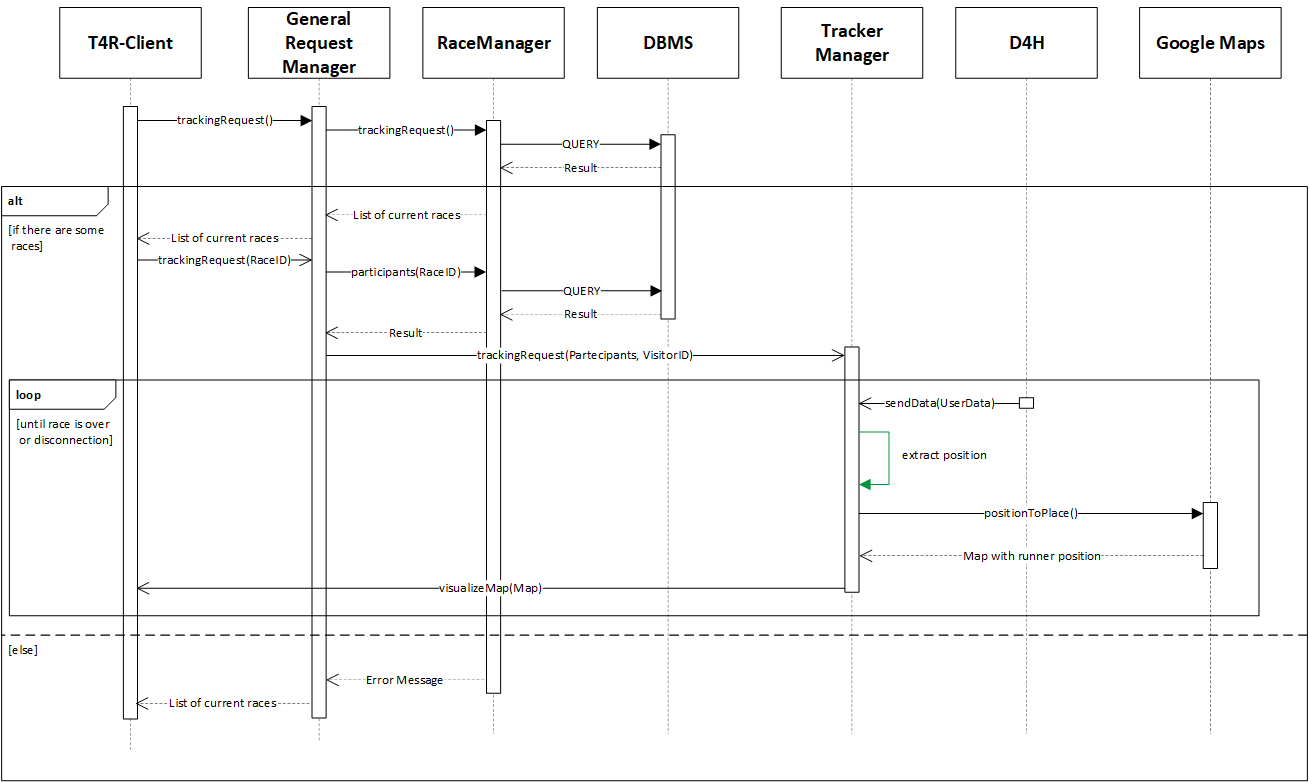 T4R-Client
General
Request
Manager
RaceManager
DBMS
Tracker
Manager
D4H
Google Maps
trackingRequest()
trackingRequest()
QUERY
Result
alt
[if there are some
races]
List of current races
List of current races
trackingRequest(RaceID)
participants(RaceID)
QUERY
Result
Result
trackingRequest(Partecipants, VisitorID)
loop
[until race is over
or disconnection]
sendData(UserData)
extract position
positionToPlace()
Map with runner position
visualizeMap(Map)
[else]
Error Message
List of current races